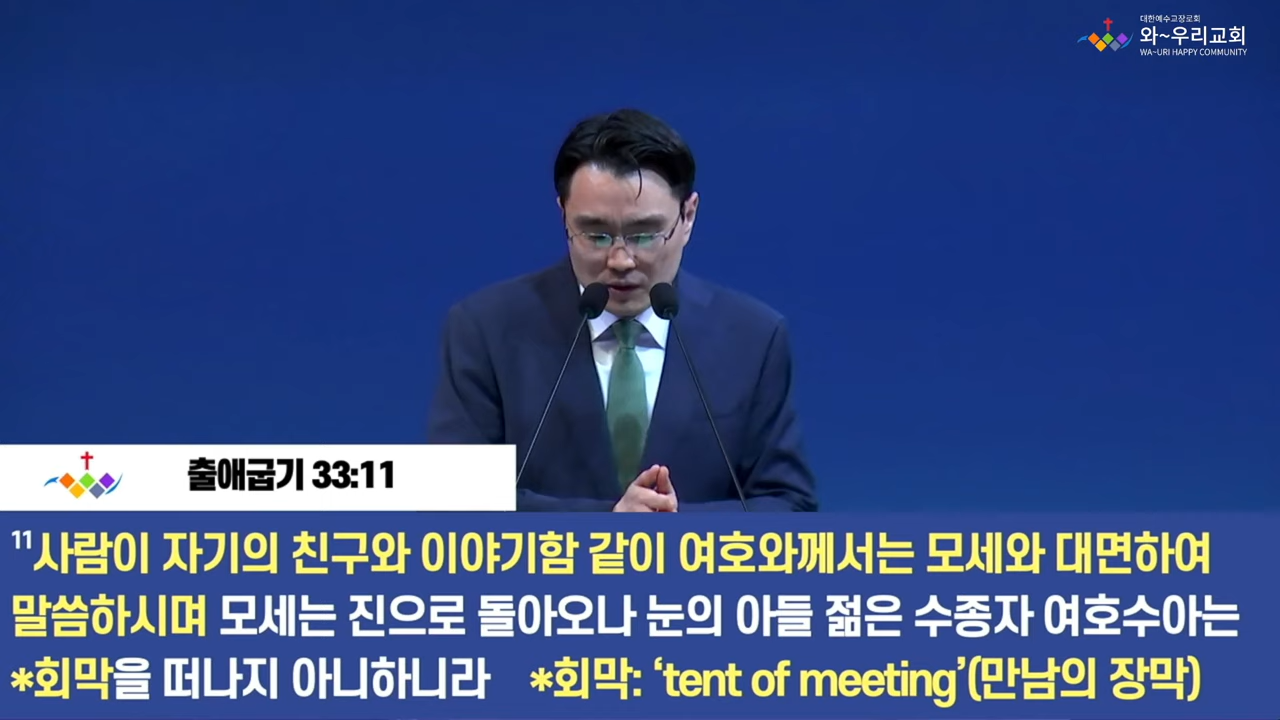 대한예수교장로회
와~우리교회
WA~URI HAPPY COMMUNITY
출애굽기 33:11
11 사람이 자기의 친구와 이야기함 같이 여호와께서는 모세와 대면하여
말씀하시며 모세는 진으로 돌아오나 눈의 아들 젊은 수종자 여호수아는
*회막을 떠나지 아니하니라 *회막: ‘tent of meeting’(만남의 장막)